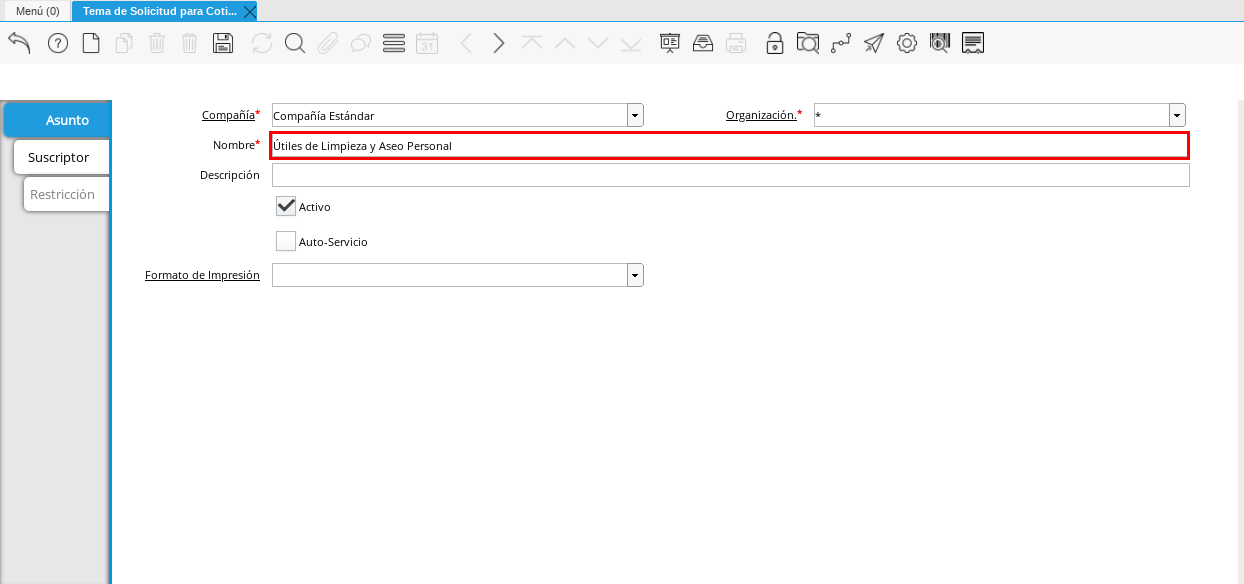 Menú (0)
Tema de Solicitud para Coti...
31
Asunto
Suscriptor
Restricción
Compañía* Compañía Estándar Organización.* *
Nombre* Útiles de Limpieza y Aseo Personal
Descripción
Activo
Auto-Servicio
Formato de Impresión